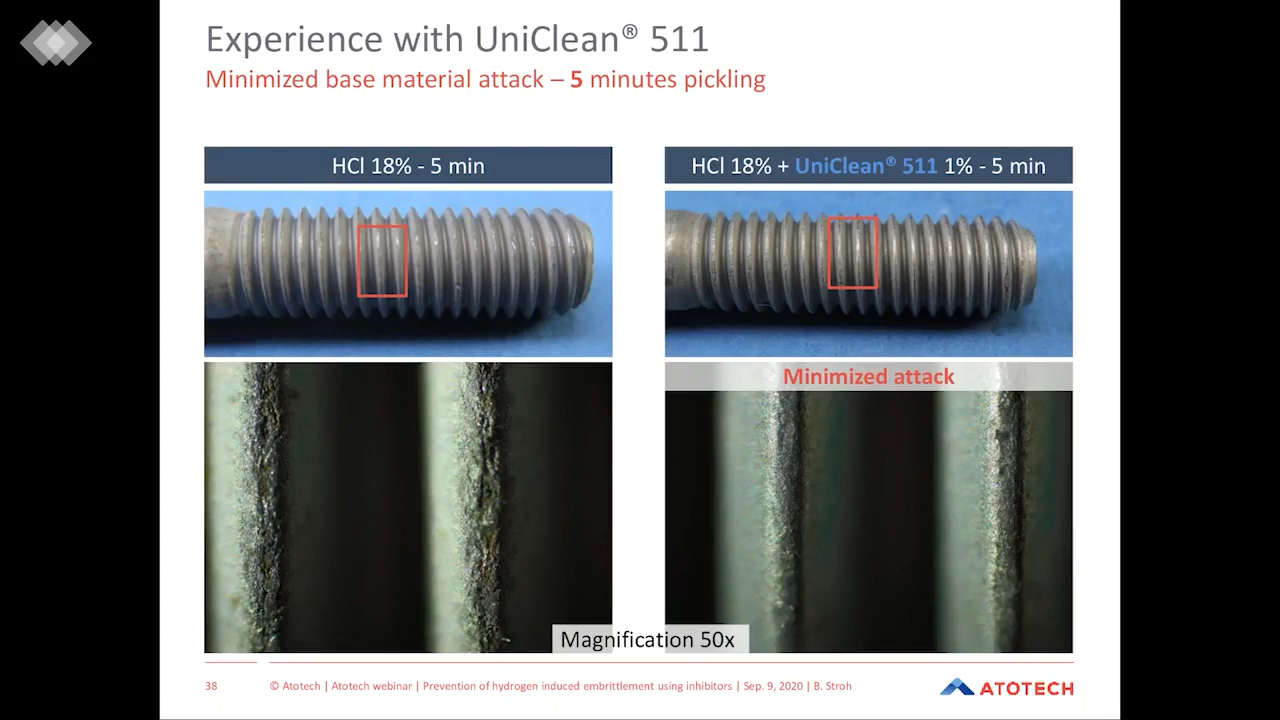 Experience with UniClean® 511
Minimized base material attack – 5 minutes pickling
HCl 18% - 5 min
HCl 18% + UniClean® 511 1% - 5 min
Minimized attack
Magnification 50x
38
© Atotech | Atotech webinar | Prevention of hydrogen induced embrittlement using inhibitors | Sep. 9, 2020 | B. Stroh
ATOTECH